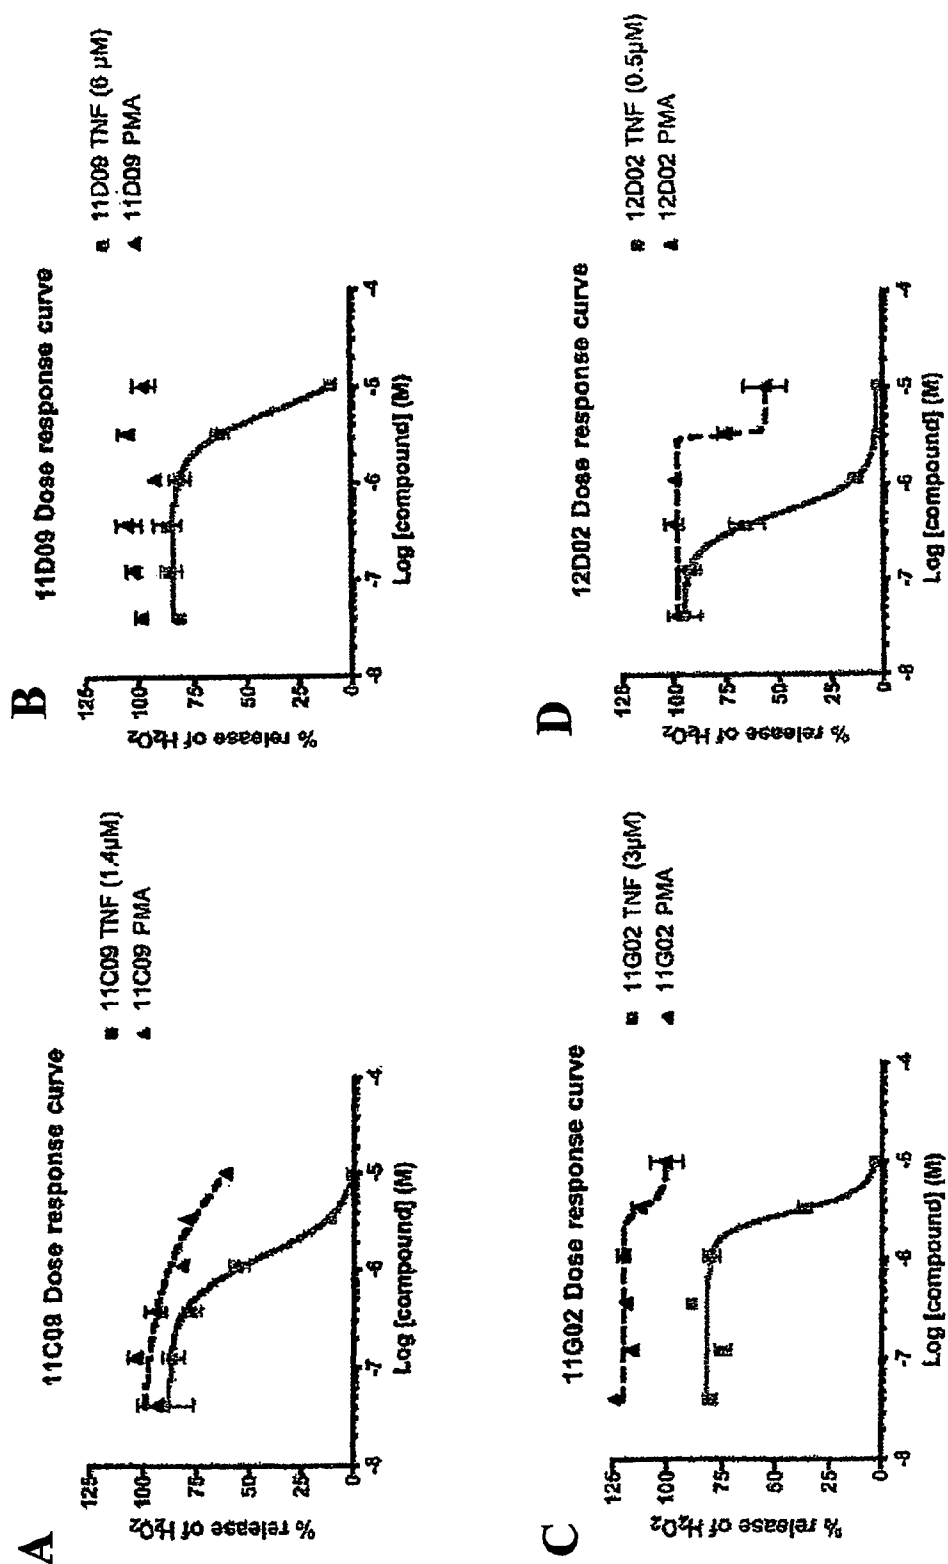 A
11C09 Dose response curve
11C09 TNF (1.4µM)
11C09 PMA
% release of H₂O₂
125
100
75
50
25
0
-8
-7
-6
-5
-4
Log [compound] (M)
B
11D09 Dose response curve
11D09 TNF (6 µM)
11D09 PMA
% release of H₂O₂
125
100
75
50
25
0
-8
-7
-6
-5
-4
Log [compound] (M)
C
11G02 Dose response curve
11G02 TNF (3µM)
11G02 PMA
% release of H₂O₂
125
100
75
50
25
0
-8
-7
-6
-5
-4
Log [compound] (M)
D
12D02 Dose response curve
12D02 TNF (0.5µM)
12D02 PMA
% release of H₂O₂
125
100
75
50
25
0
-8
-7
-6
-5
-4
Log [compound] (M)